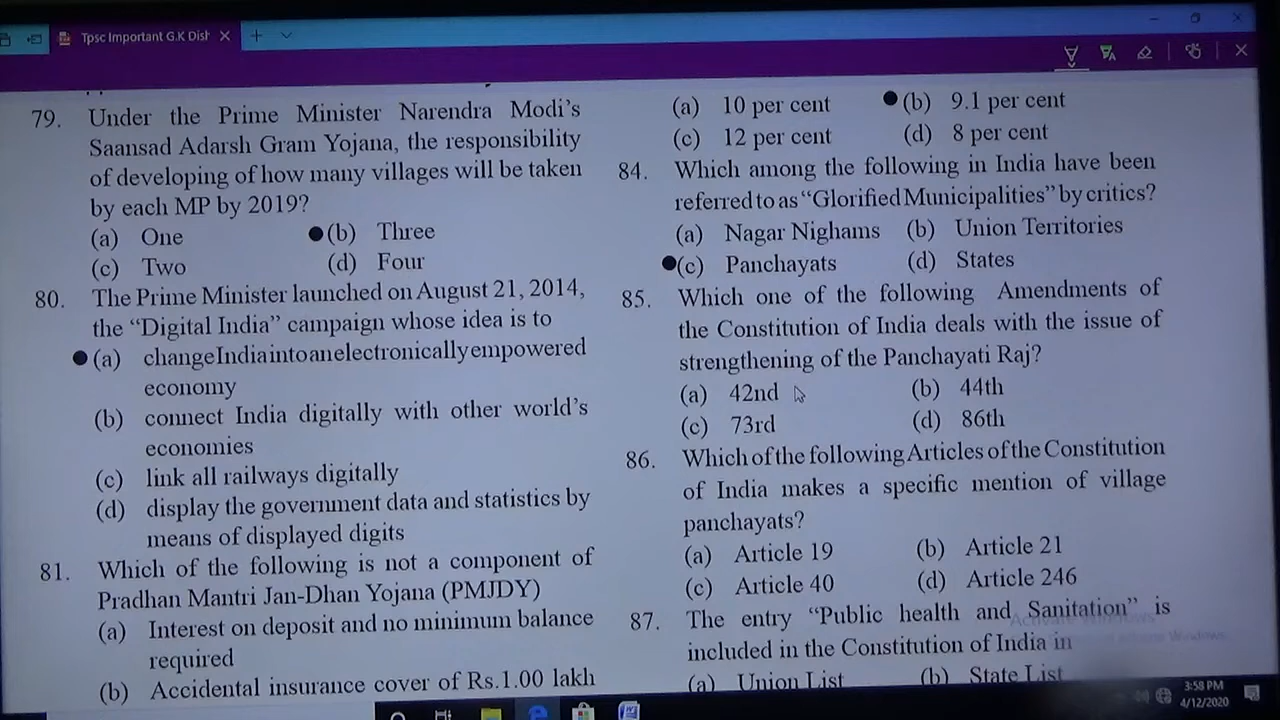 Tpsc Important G.K Dist
79. Under the Prime Minister Narendra Modi's
Saansad Adarsh Gram Yojana, the responsibility
of developing of how many villages will be taken
by each MP by 2019?
(a) One (b) Three
(c) Two (d) Four
80. The Prime Minister launched on August 21, 2014,
the “Digital India” campaign whose idea is to
(a) change India into an electronically empowered
economy
(b) connect India digitally with other world's
economies
(c) link all railways digitally
(d) display the government data and statistics by
means of displayed digits
81. Which of the following is not a component of
Pradhan Mantri Jan-Dhan Yojana (PMJDY)
(a) Interest on deposit and no minimum balance
required
(b) Accidental insurance cover of Rs.1.00 lakh
(a) 10 per cent (b) 9.1 per cent
(c) 12 per cent (d) 8 per cent
84. Which among the following in India have been
referred to as “Glorified Municipalities” by critics?
(a) Nagar Nighams (b) Union Territories
(c) Panchayats (d) States
85. Which one of the following Amendments of
the Constitution of India deals with the issue of
strengthening of the Panchayati Raj?
(a) 42nd (b) 44th
(c) 73rd (d) 86th
86. Which of the following Articles of the Constitution
of India makes a specific mention of village
panchayats?
(a) Article 19 (b) Article 21
(c) Article 40 (d) Article 246
87. The entry “Public health and Sanitation” is
included in the Constitution of India in
(a) Union List (b) State List
Activate Windows
3:58 PM
4/12/2020